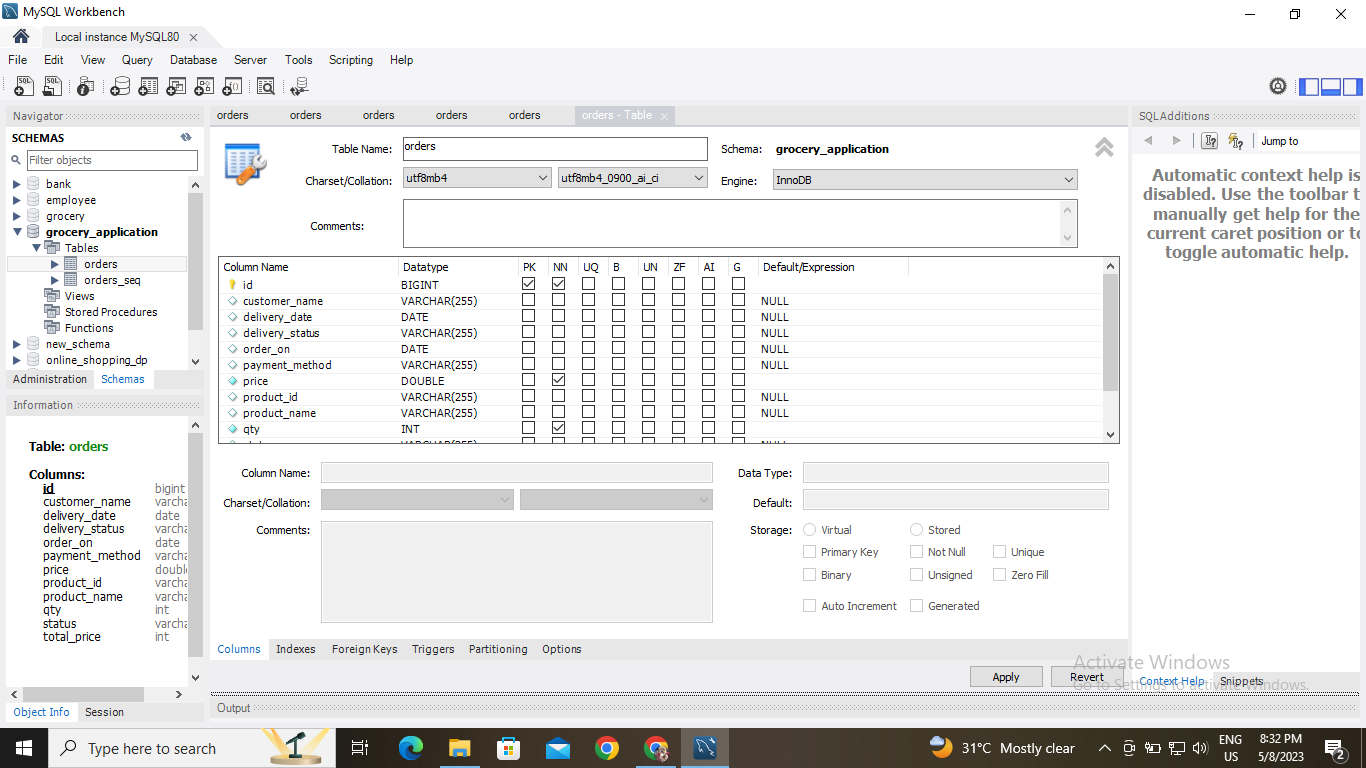 MySQL Workbench
Local instance MySQL80
File Edit View Query Database Server Tools Scripting Help
Navigator
SCHEMAS
Filter objects
bank
employee
grocery
grocery_application
Tables
orders
orders_seq
Views
Stored Procedures
Functions
new_schema
online_shopping_dp
Administration Schemas
Information
Table: orders
Columns:
id bigint
customer_name varcha
delivery_date date
delivery_status varcha
order_on date
payment_method varcha
price doubl
product_id varcha
product_name varcha
qty int
status varcha
total_price int
Object Info Session
orders orders orders orders orders orders - Table
Table Name: orders Schema: grocery_application
Charset/Collation: utf8mb4 utf8mb4_0900_ai_ci Engine: InnoDB
Comments:
Column Name Datatype PK NN UQ B UN ZF AI G Default/Expression
id BIGINT
customer_name VARCHAR(255) NULL
delivery_date DATE NULL
delivery_status VARCHAR(255) NULL
order_on DATE NULL
payment_method VARCHAR(255) NULL
price DOUBLE
product_id VARCHAR(255) NULL
product_name VARCHAR(255) NULL
qty INT
Column Name: Data Type:
Charset/Collation: Default:
Comments: Storage: Virtual Stored
Primary Key Not Null Unique
Binary Unsigned Zero Fill
Auto Increment Generated
Columns Indexes Foreign Keys Triggers Partitioning Options
Apply Revert
Output
SQLAdditions
Jump to
Automatic context help is
disabled. Use the toolbar t
manually get help for the
current caret position or to
toggle automatic help.
Activate Windows
Go to Settings to activate Windows.
Context Help Snippets
Type here to search
31°C Mostly clear
ENG
US
8:32 PM
5/8/2023
2